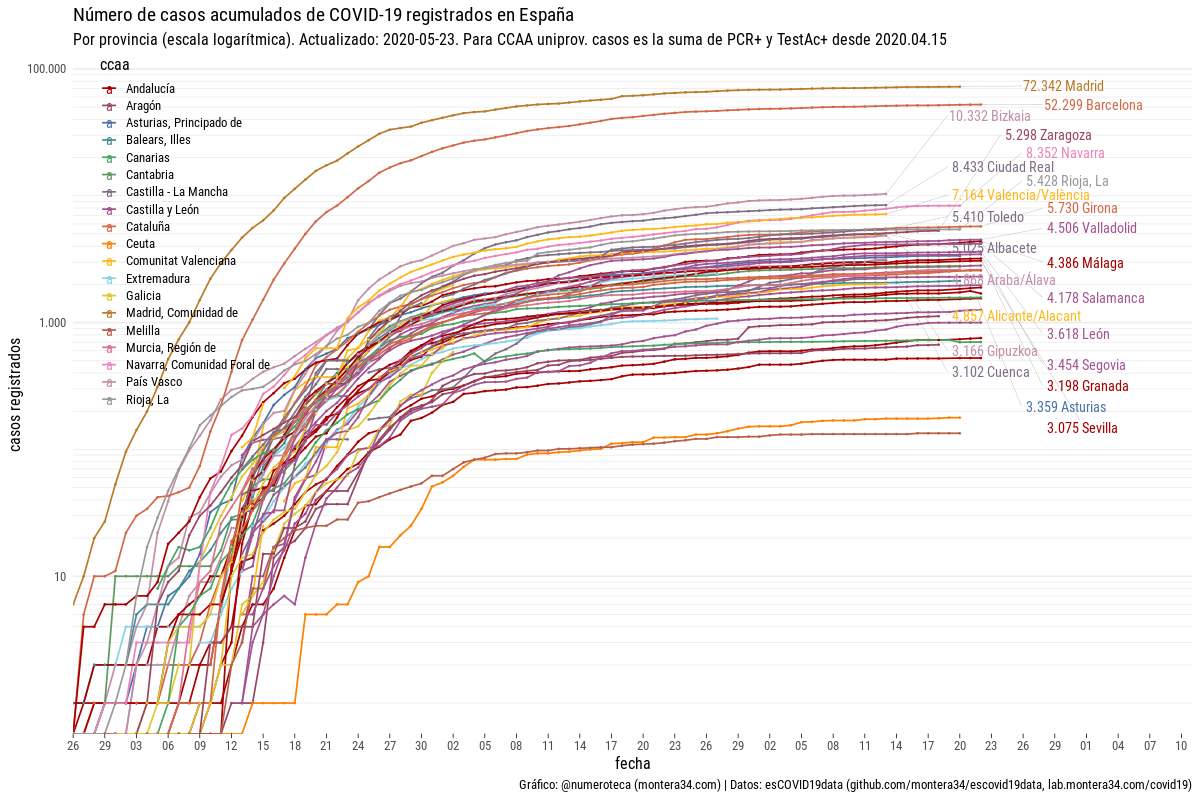 Número de casos acumulados de COVID-19 registrados en España
Por provincia (escala logarítmica). Actualizado: 2020-05-23. Para CCAA uniprov. casos es la suma de PCR+ y TestAc+ desde 2020.04.15
casos registrados
100.000
1.000
10
ccaa
Andalucía
Aragón
Asturias, Principado de
Balears, Illes
Canarias
Cantabria
Castilla - La Mancha
Castilla y León
Cataluña
Ceuta
Comunitat Valenciana
Extremadura
Galicia
Madrid, Comunidad de
Melilla
Murcia, Región de
Navarra, Comunidad Foral de
País Vasco
Rioja, La
72.342 Madrid
52.299 Barcelona
10.332 Bizkaia
5.298 Zaragoza
8.352 Navarra
8.433 Ciudad Real
5.428 Rioja, La
7.164 Valencia/València
5.730 Girona
5.410 Toledo
4.506 Valladolid
5.025 Albacete
4.386 Málaga
4.868 Araba/Álava
4.178 Salamanca
4.857 Alicante/Alacant
3.618 León
3.166 Gipuzkoa
3.454 Segovia
3.102 Cuenca
3.198 Granada
3.359 Asturias
3.075 Sevilla
26 29 03 06 09 12 15 18 21 24 27 30 02 05 08 11 14 17 20 23 26 29 02 05 08 11 14 17 20 23 26 29 01 04 07 10
fecha
Gráfico: @numeroteca (montera34.com) | Datos: esCOVID19data (github.com/montera34/escovid19data, lab.montera34.com/covid19)